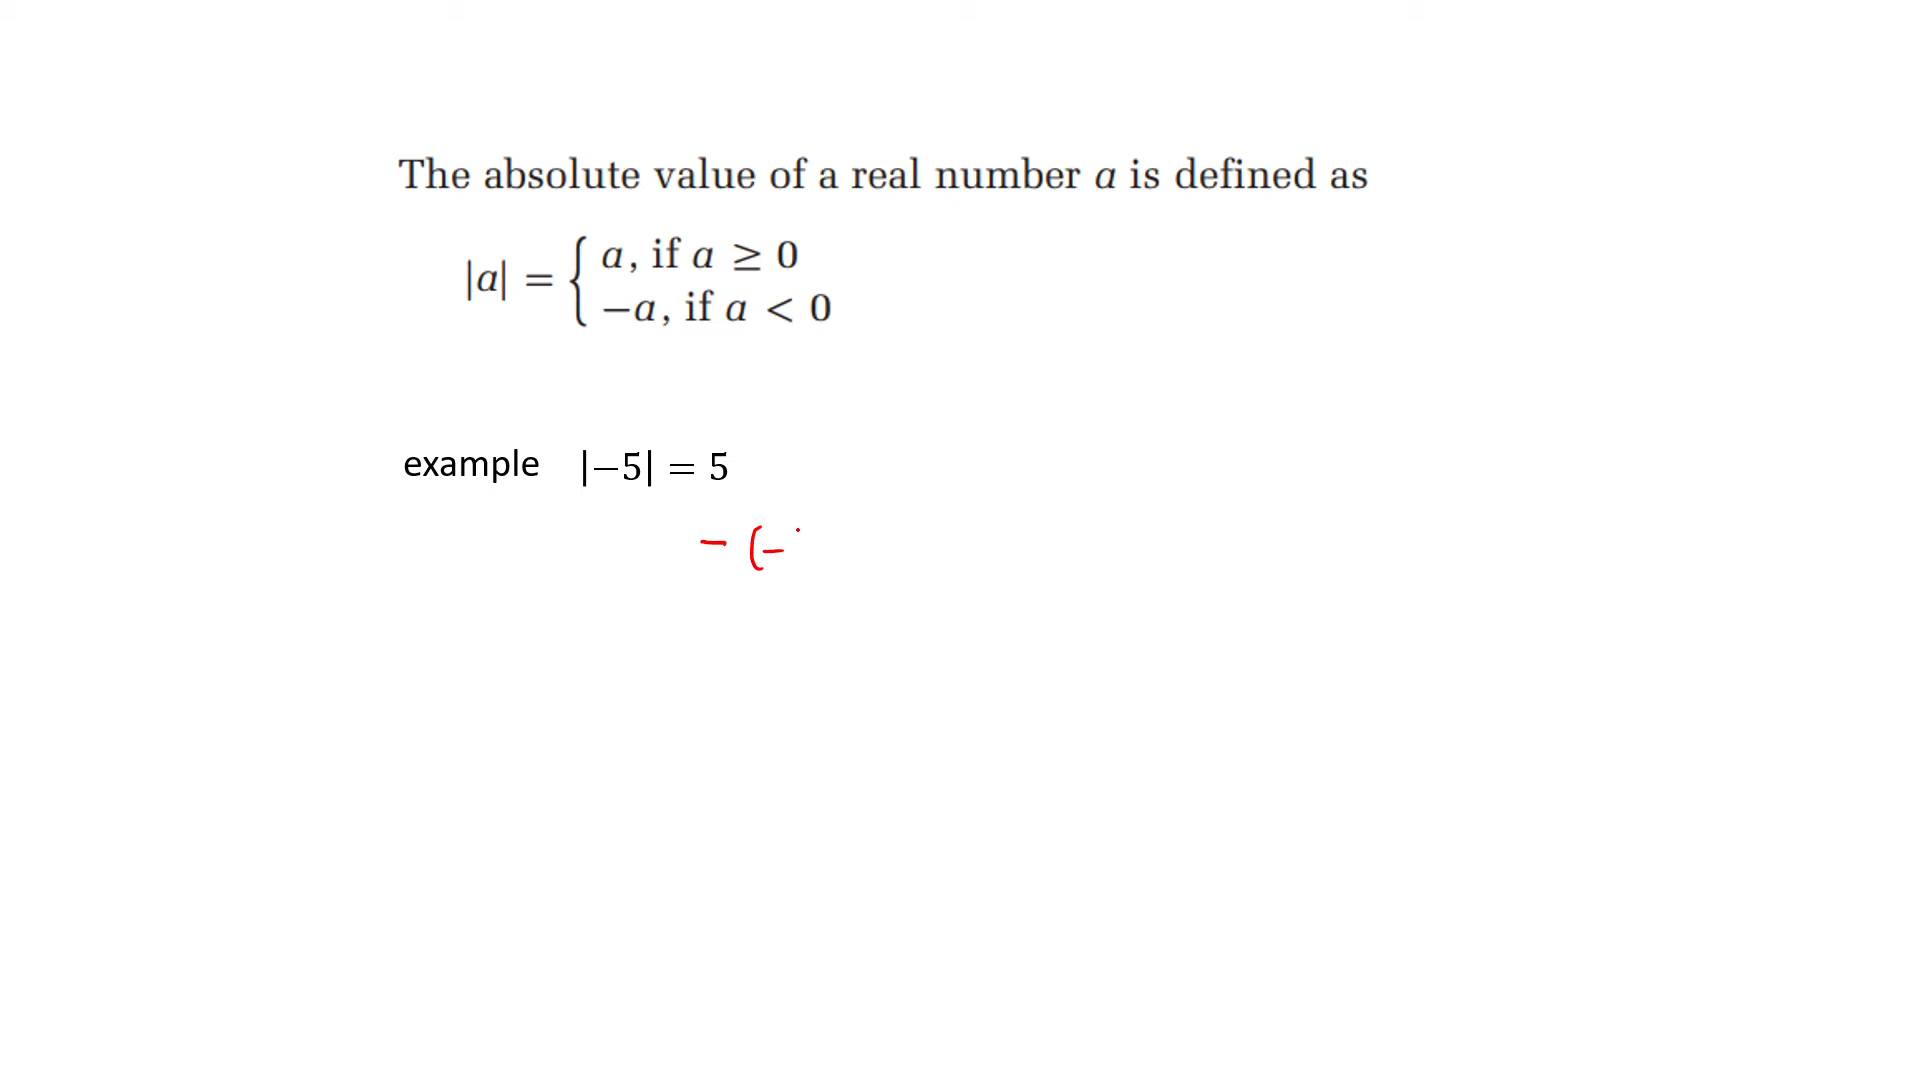 The absolute value of a real number a is defined as
|a| = { a, if a ≥ 0
−a, if a < 0
example |−5| = 5
− (−